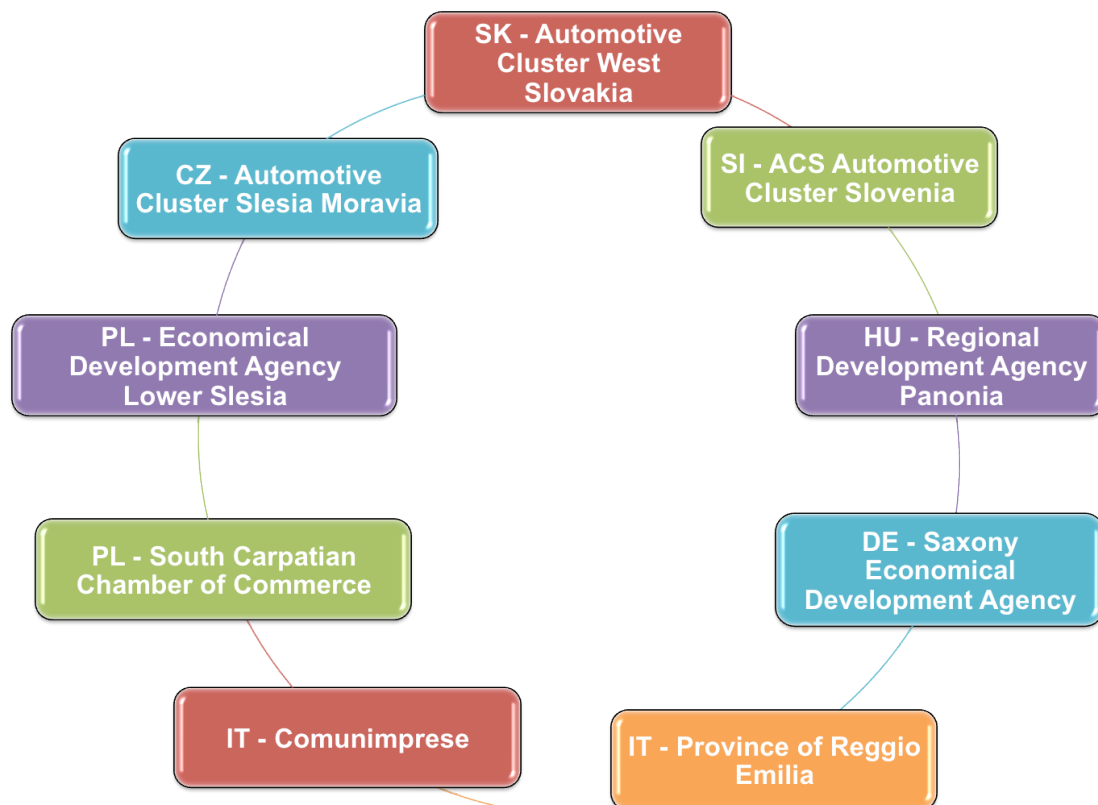 SK - Automotive
Cluster West
Slovakia
CZ - Automotive
Cluster Slesia Moravia
SI - ACS Automotive
Cluster Slovenia
PL - Economical
Development Agency
Lower Slesia
HU - Regional
Development Agency
Panonia
PL - South Carpatian
Chamber of Commerce
DE - Saxony
Economical
Development Agency
IT - Comunimprese
IT - Province of Reggio
Emilia